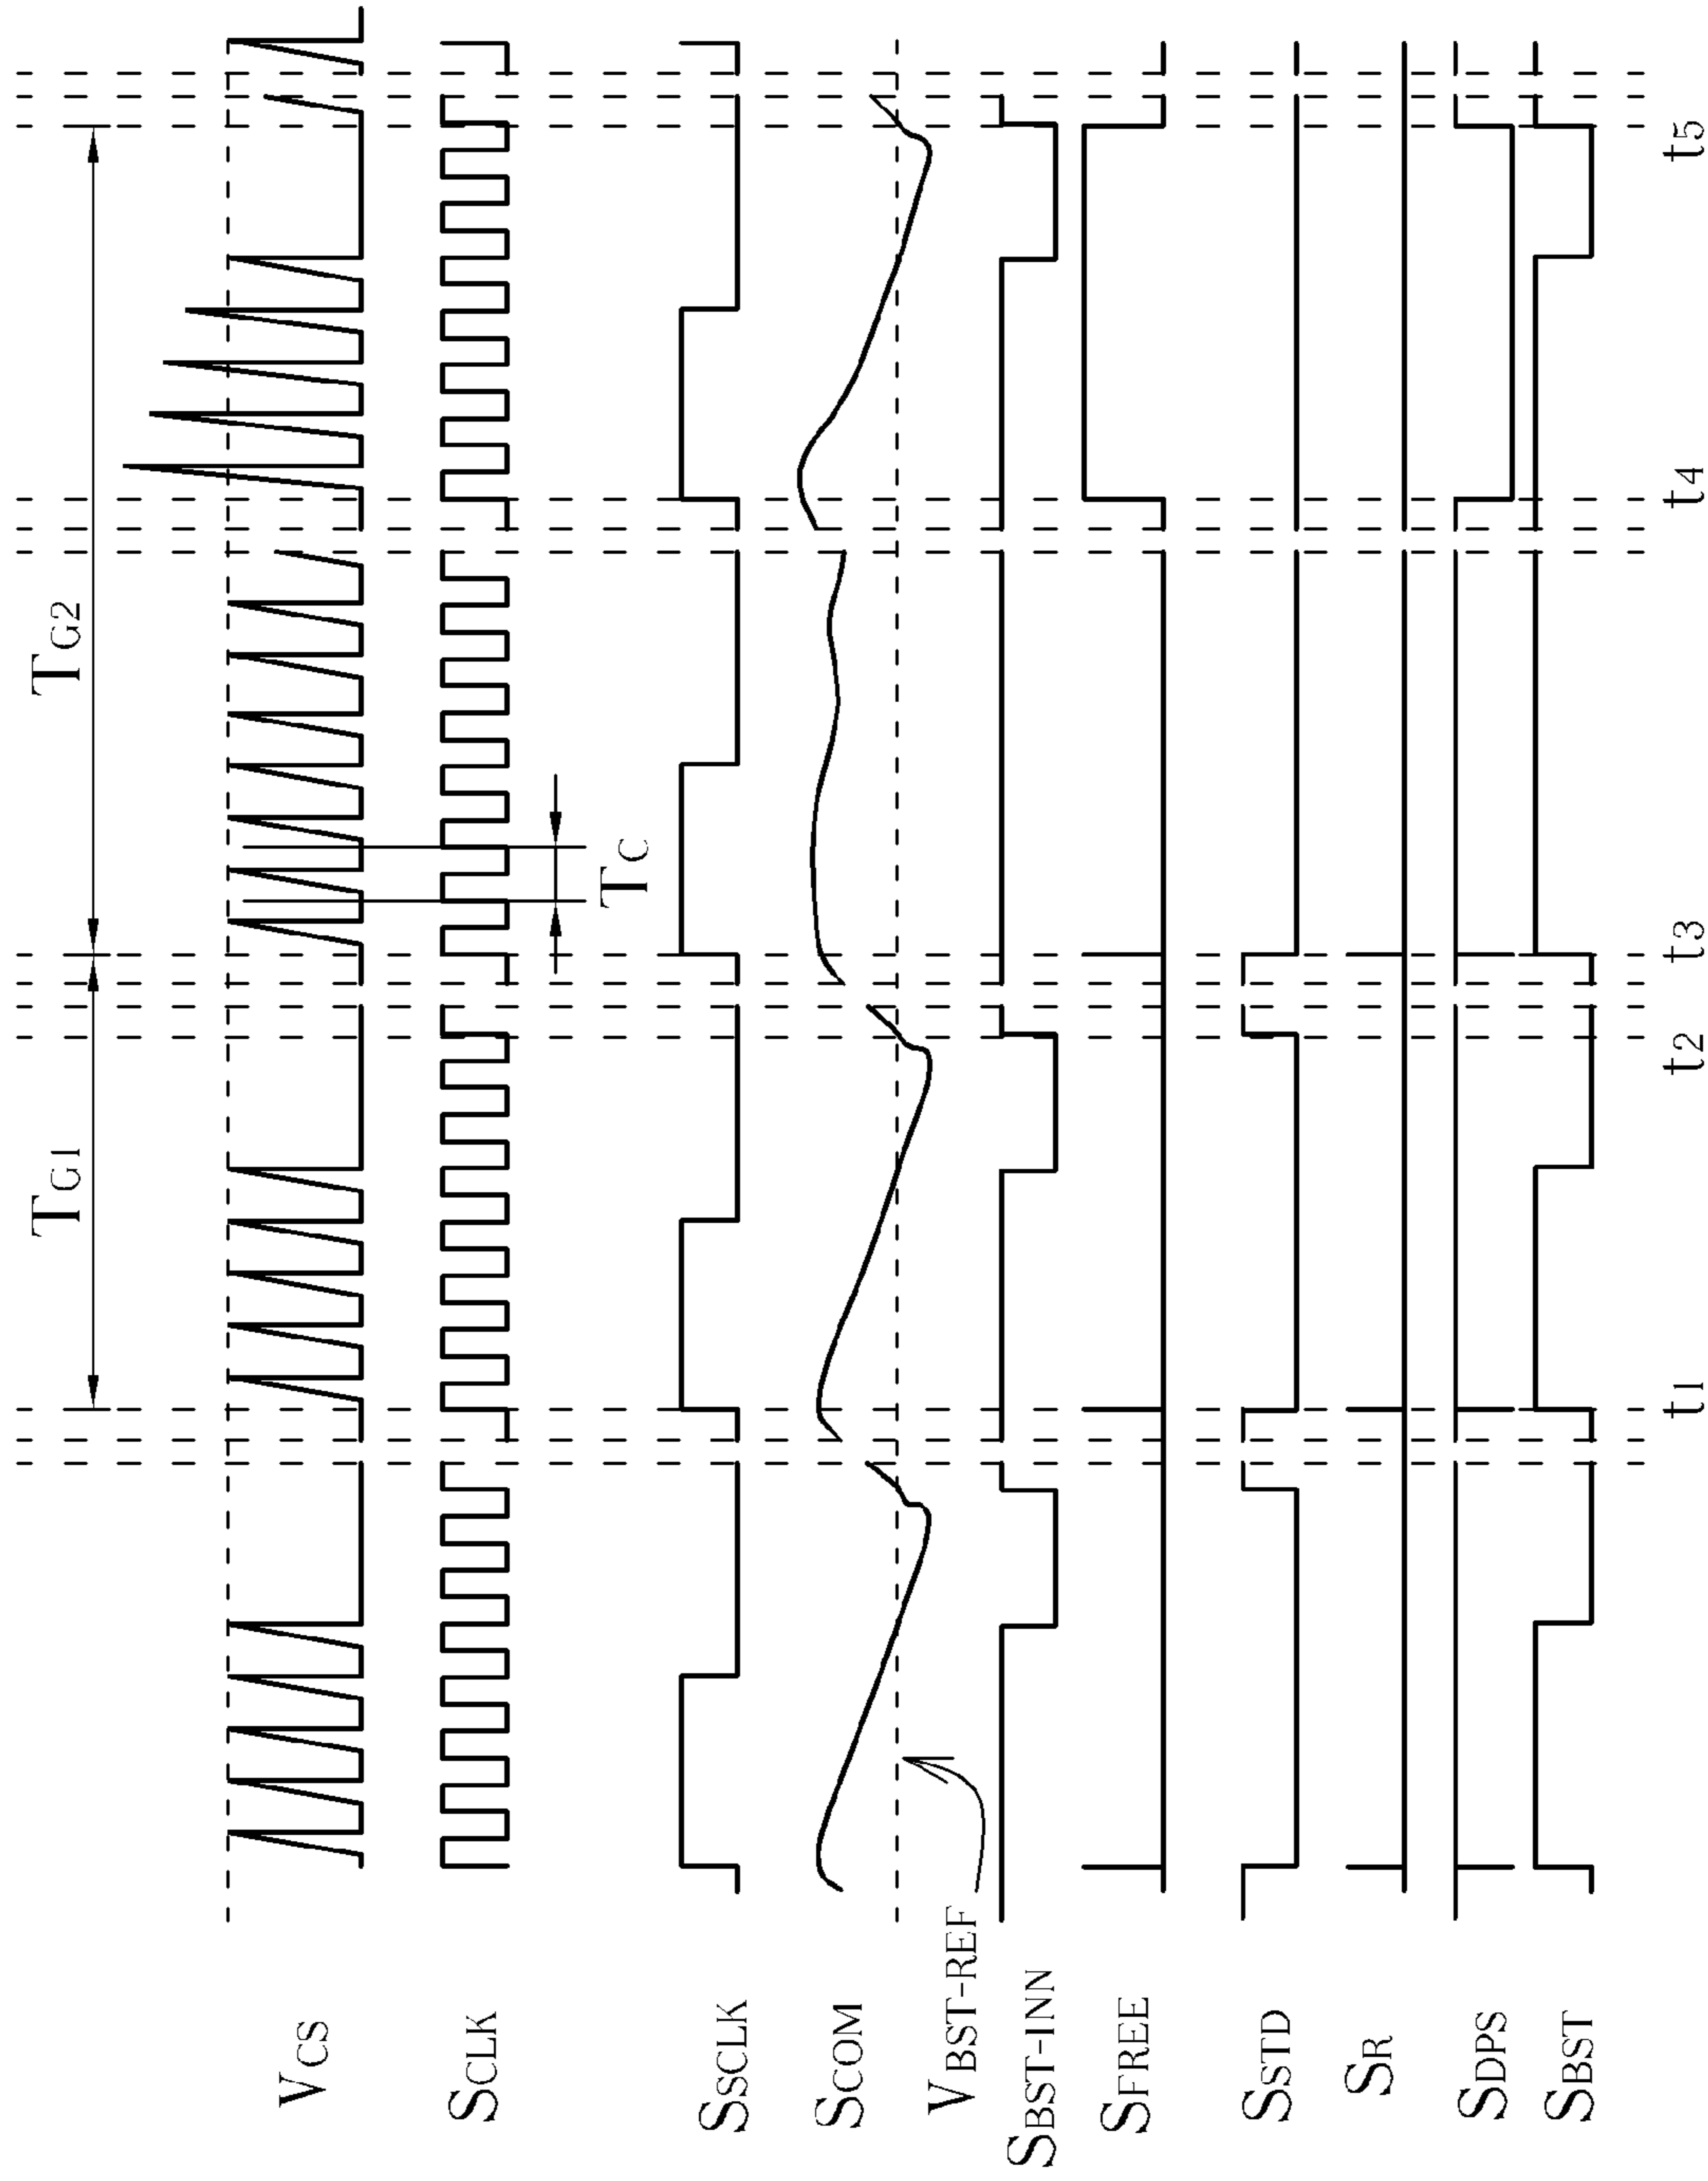 TG1
TG2
VCS
SCLK
TC
SSCLK
SCOM
VBST-REF
SBST-INN
SFREE
SSTD
SR
SDPS
SBST
t1
t2
t3
t4
t5